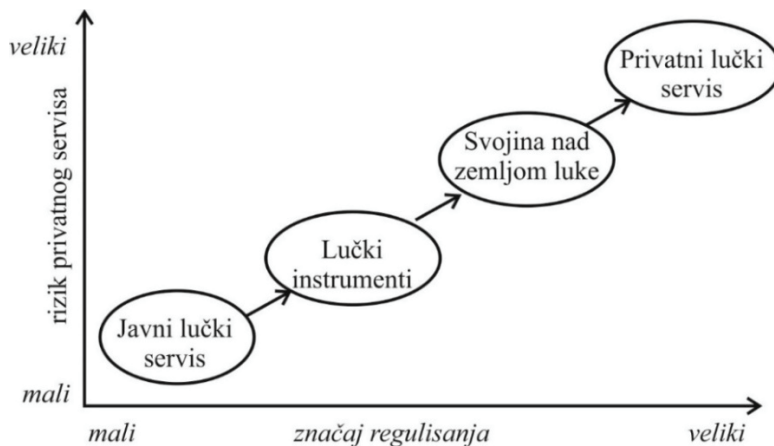 veliki
rizik privatnog servisa
mali
Privatni lučki
servis
Svojina nad
zemljom luke
Lučki
instrumenti
Javni lučki
servis
mali
značaj regulisanja
veliki